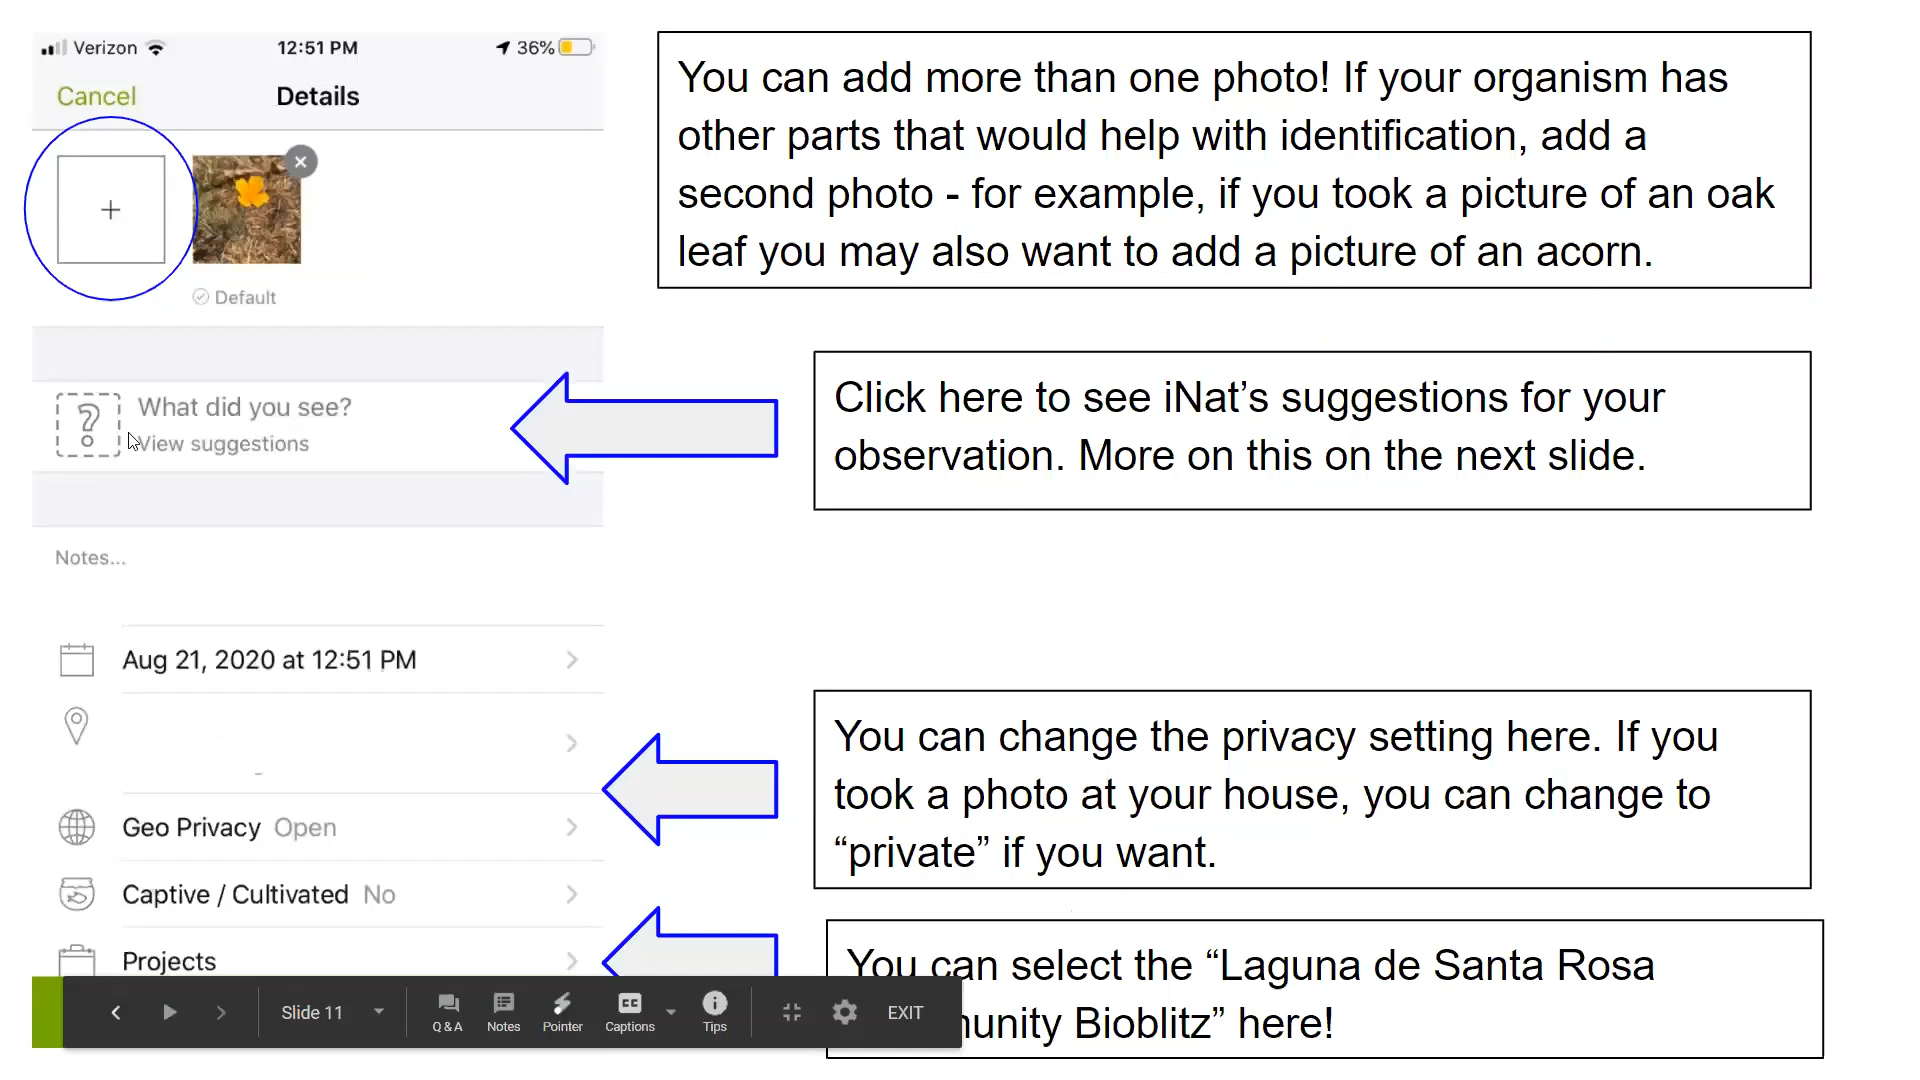 Verizon 12:51 PM 36%
Cancel Details
+
Default
What did you see?
View suggestions
Notes...
Aug 21, 2020 at 12:51 PM
Geo Privacy Open
Captive / Cultivated No
Projects
You can add more than one photo! If your organism has
other parts that would help with identification, add a
second photo - for example, if you took a picture of an oak
leaf you may also want to add a picture of an acorn.
Click here to see iNat’s suggestions for your
observation. More on this on the next slide.
You can change the privacy setting here. If you
took a photo at your house, you can change to
“private” if you want.
You can select the “Laguna de Santa Rosa
Bioblitz” here!
Slide 11 Q & A Notes Pointer CC Captions Tips EXIT